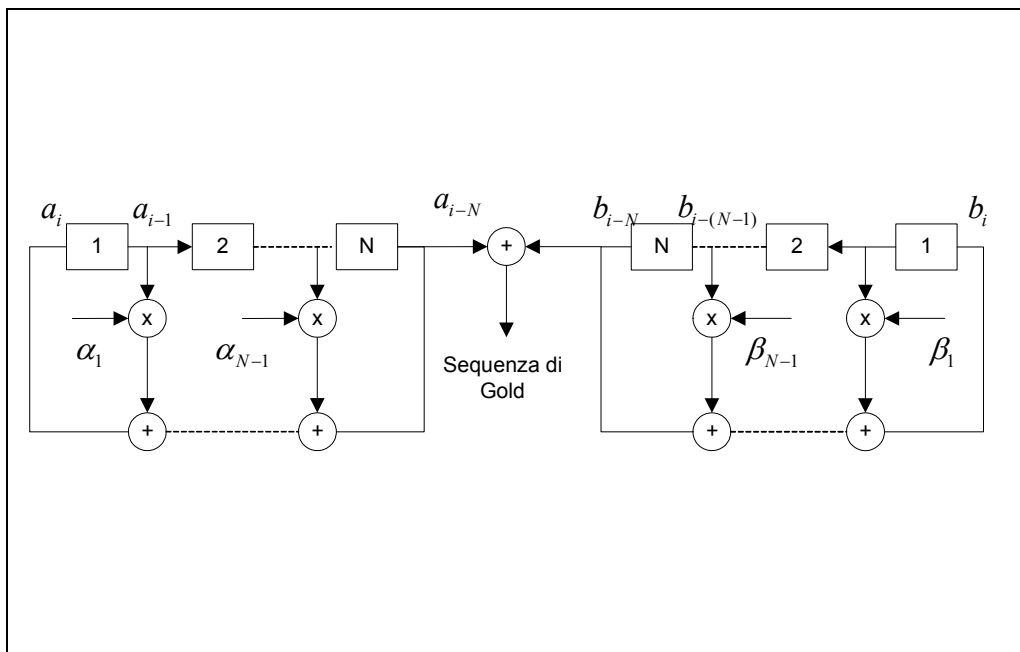 a_i a_{i-1} a_{i-N} b_{i-N} b_{i-(N-1)} b_i
1 2 N + N 2 1
x x x x
α_1 α_{N-1} β_{N-1} β_1
Sequenza di
Gold
+ + + +